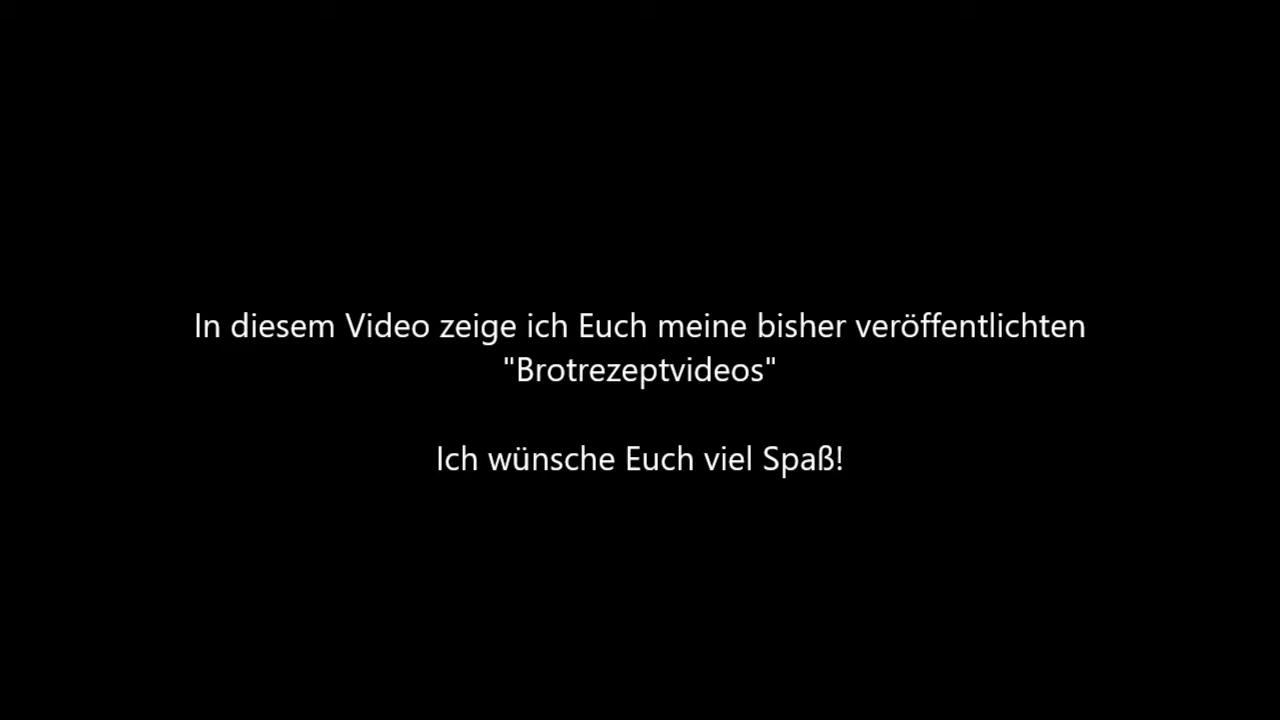 In diesem Video zeige ich Euch meine bisher veröffentlichten
"Brotrezeptvideos"
Ich wünsche Euch viel Spaß!